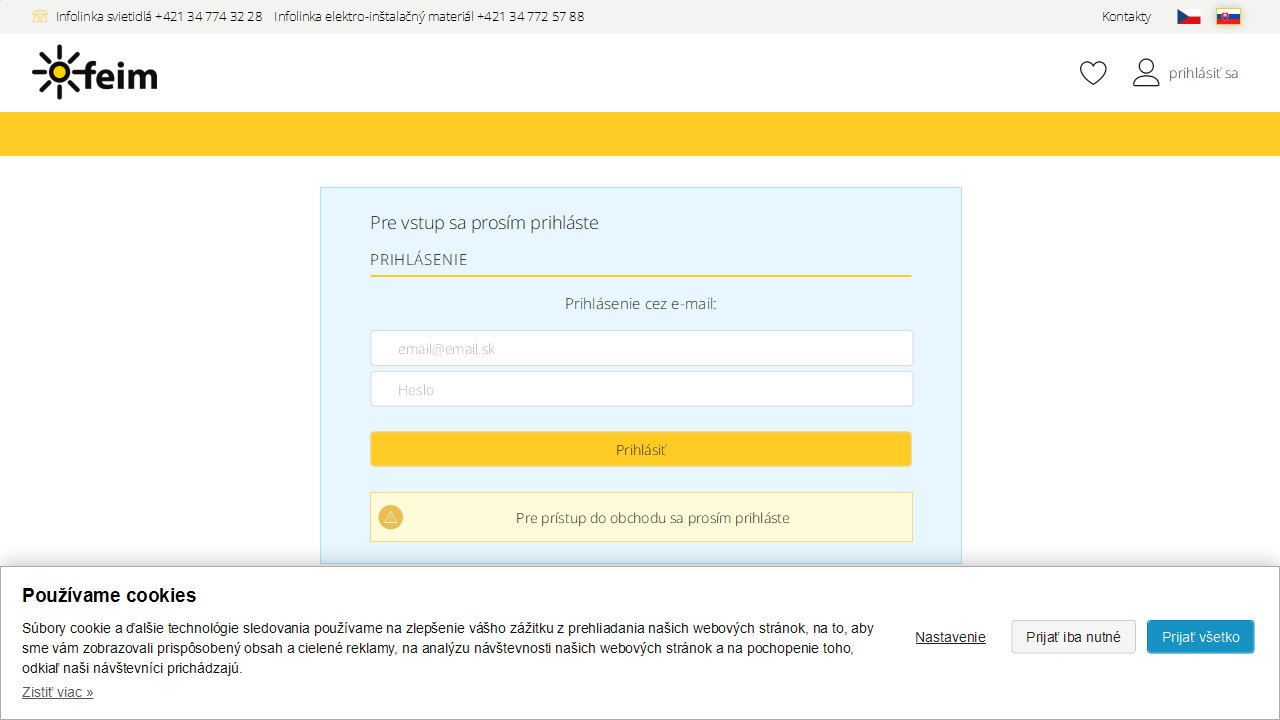 ☏ Infolinka svietidlá +421 34 774 32 28 Infolinka elektro-inštalačný materiál +421 34 772 57 88 Kontakty
feim
prihlásiť sa
Pre vstup sa prosím prihláste
PRIHLÁSENIE
Prihlásenie cez e-mail:
email@email.sk
Heslo
Prihlásiť
Pre prístup do obchodu sa prosím prihláste
Používame cookies
Súbory cookie a ďalšie technológie sledovania používame na zlepšenie vášho zážitku z prehliadania našich webových stránok, na to, aby
sme vám zobrazovali prispôsobený obsah a cielené reklamy, na analýzu návštevnosti našich webových stránok a na pochopenie toho,
odkiaľ naši návštevníci prichádzajú.
Zistiť viac »
Nastavenie
Prijať iba nutné
Prijať všetko